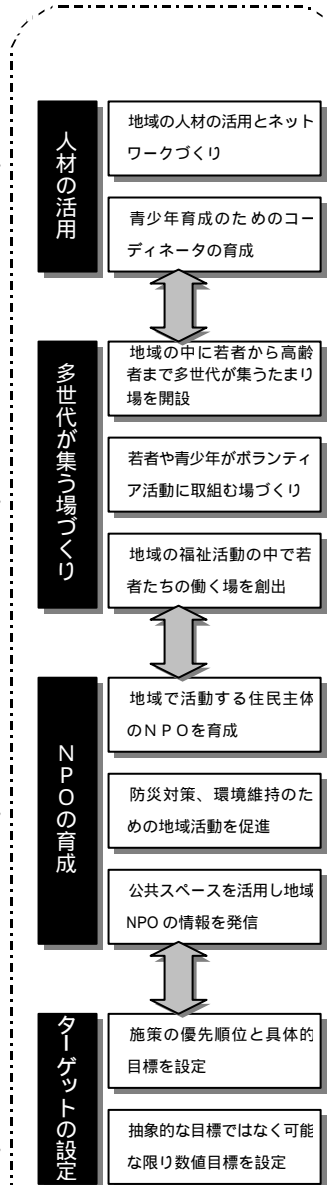 人材の活用
地域の人材の活用とネット
ワークづくり
青少年育成のためのコー
ディネータの育成
多世代が集う場づくり
地域の中に若者から高齢
者まで多世代が集うたまり
場を開設
若者や青少年がボランティ
ア活動に取組む場づくり
地域の福祉活動の中で若
者たちの働く場を創出
NPOの育成
地域で活動する住民主体
のNPOを育成
防災対策、環境維持のた
めの地域活動を促進
公共スペースを活用し地域
NPO の情報を発信
ターゲットの設定
施策の優先順位と具体的
目標を設定
抽象的な目標ではなく可能
な限り数値目標を設定